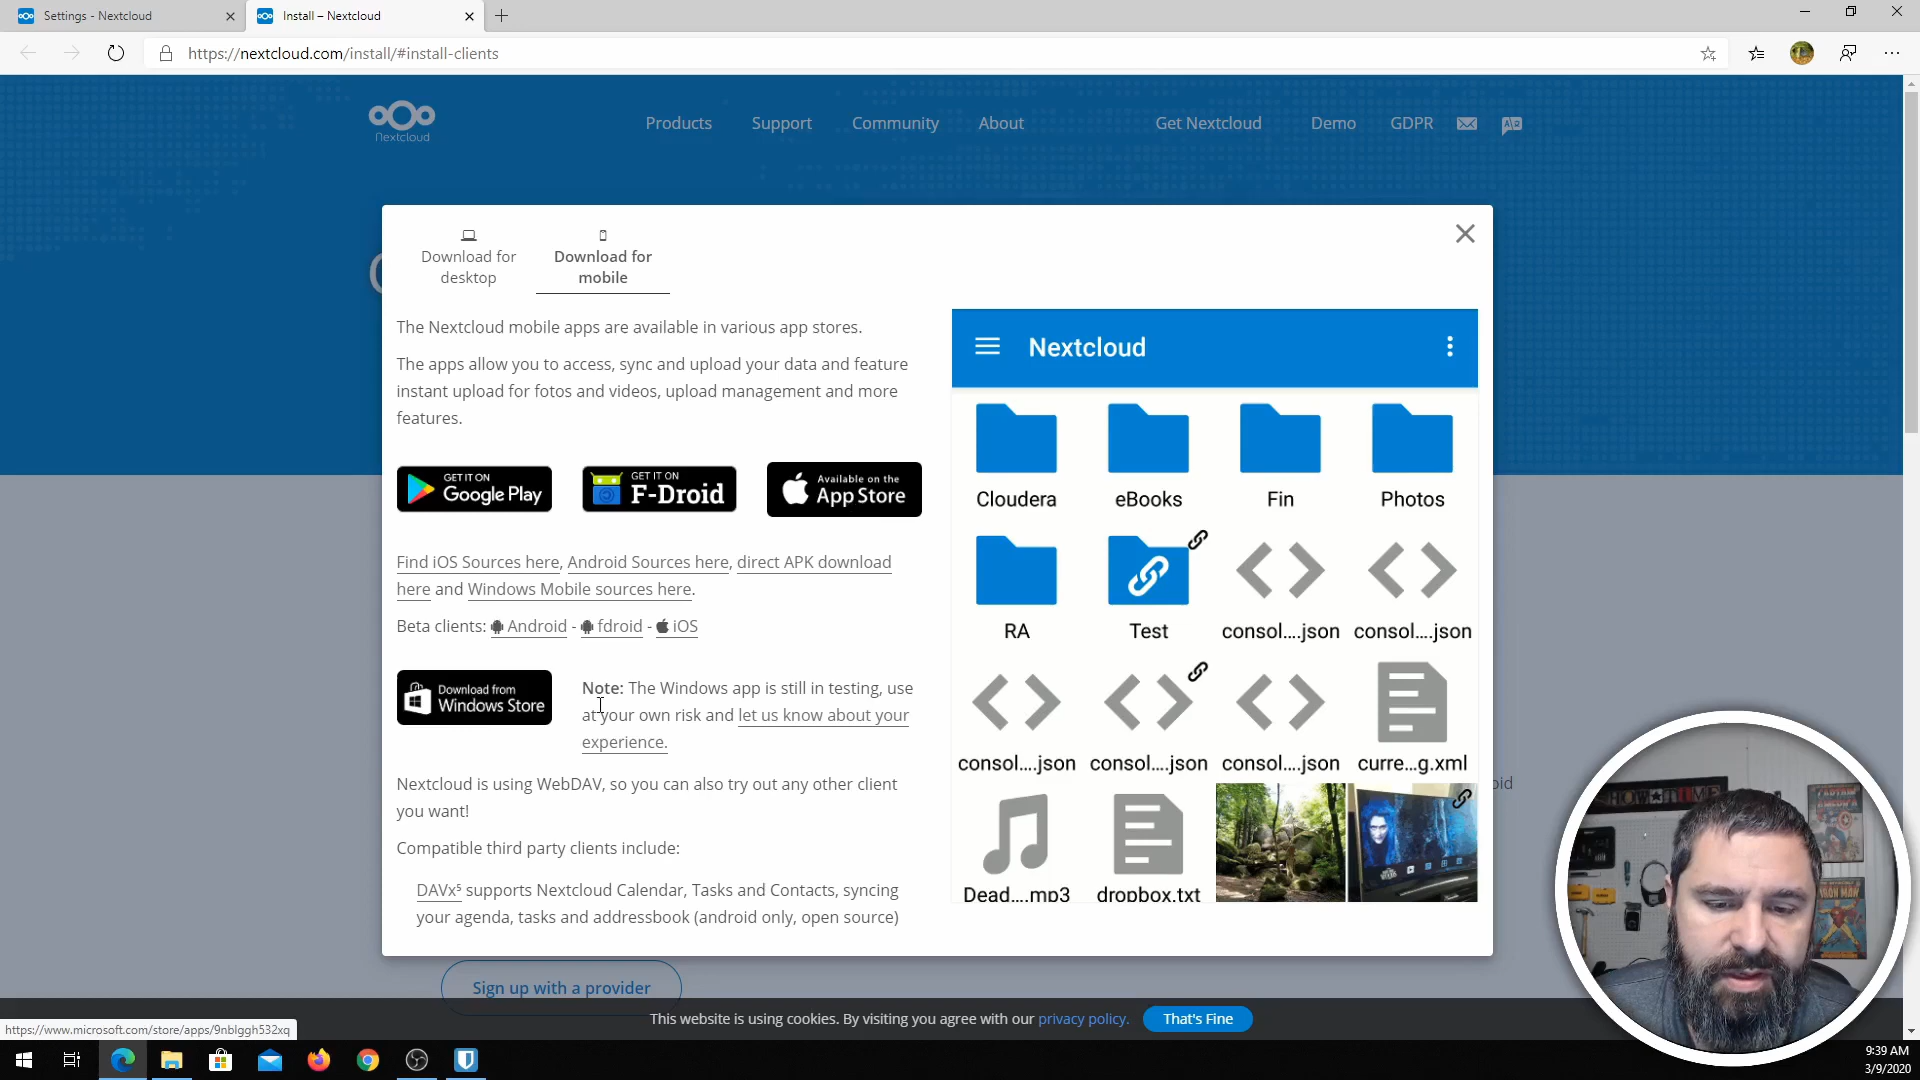 Settings - Nextcloud
Install – Nextcloud
https://nextcloud.com/install/#install-clients
Nextcloud
Products
Support
Community
About
Get Nextcloud
Demo
GDPR
Download for
desktop
Download for
mobile
The Nextcloud mobile apps are available in various app stores.
The apps allow you to access, sync and upload your data and feature
instant upload for fotos and videos, upload management and more
features.
GET IT ON
Google Play
GET IT ON
F-Droid
Available on the
App Store
Find iOS Sources here, Android Sources here, direct APK download
here and Windows Mobile sources here.
Beta clients: Android - fdroid - iOS
Download from
Windows Store
Note: The Windows app is still in testing, use
at your own risk and let us know about your
experience.
Nextcloud is using WebDAV, so you can also try out any other client
you want!
Compatible third party clients include:
DAVx⁵ supports Nextcloud Calendar, Tasks and Contacts, syncing
your agenda, tasks and addressbook (android only, open source)
Nextcloud
Cloudera
eBooks
Fin
Photos
RA
Test
consol....json
consol....json
consol....json
consol....json
consol....json
curre...g.xml
Dead....mp3
dropbox.txt
oid
Sign up with a provider
This website is using cookies. By visiting you agree with our privacy policy.
That's Fine
https://www.microsoft.com/store/apps/9nblggh532xq
9:39 AM
3/9/2020